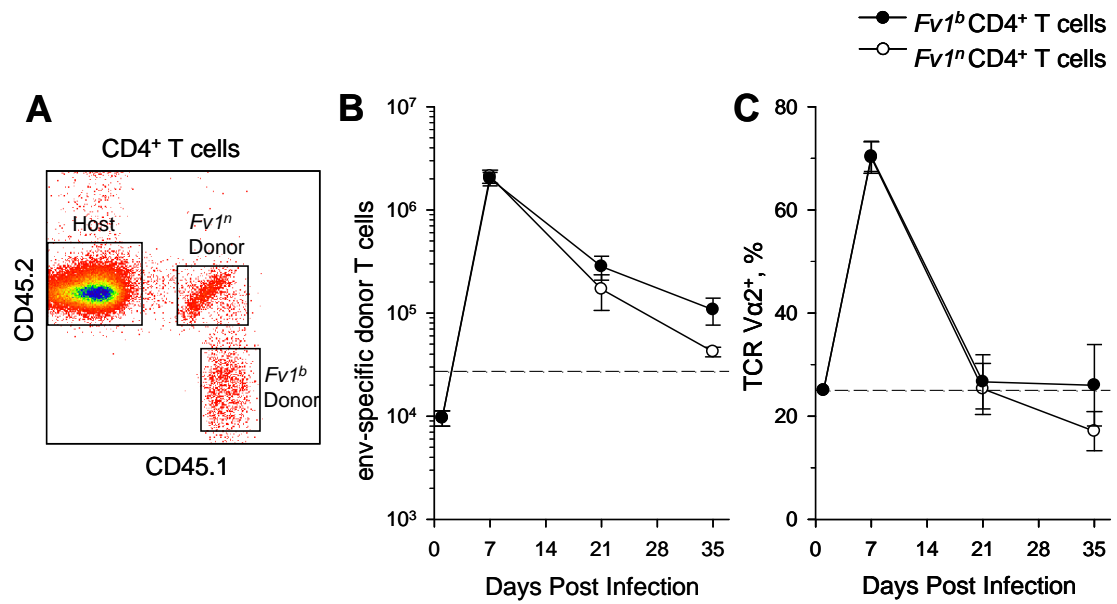 Fv1ᵇ CD4⁺ T cells
Fv1ⁿ CD4⁺ T cells
A
CD4⁺ T cells
Host
Fv1ⁿ
Donor
Fv1ᵇ
Donor
CD45.2
CD45.1
B
10⁷
10⁶
10⁵
10⁴
10³
env-specific donor T cells
0 7 14 21 28 35
Days Post Infection
C
80
60
40
20
0
TCR Vα2⁺, %
0 7 14 21 28 35
Days Post Infection